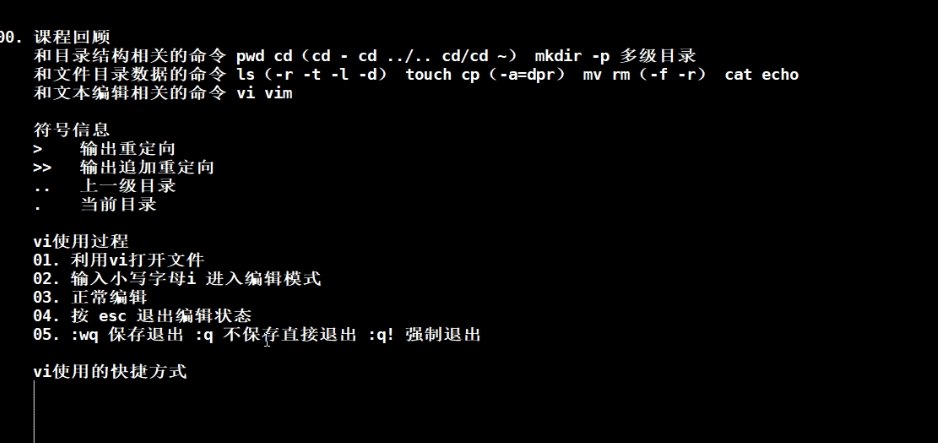 00. 课程回顾
和目录结构相关的命令 pwd cd（cd - cd ../.. cd/cd ~） mkdir -p 多级目录
和文件目录数据的命令 ls（-r -t -l -d） touch cp（-a=dpr） mv rm（-f -r） cat echo
和文本编辑相关的命令 vi vim
符号信息
> 输出重定向
>> 输出追加重定向
.. 上一级目录
. 当前目录
vi使用过程
01. 利用vi打开文件
02. 输入小写字母i 进入编辑模式
03. 正常编辑
04. 按 esc 退出编辑状态
05. :wq 保存退出 :q 不保存直接退出 :q! 强制退出
vi使用的快捷方式